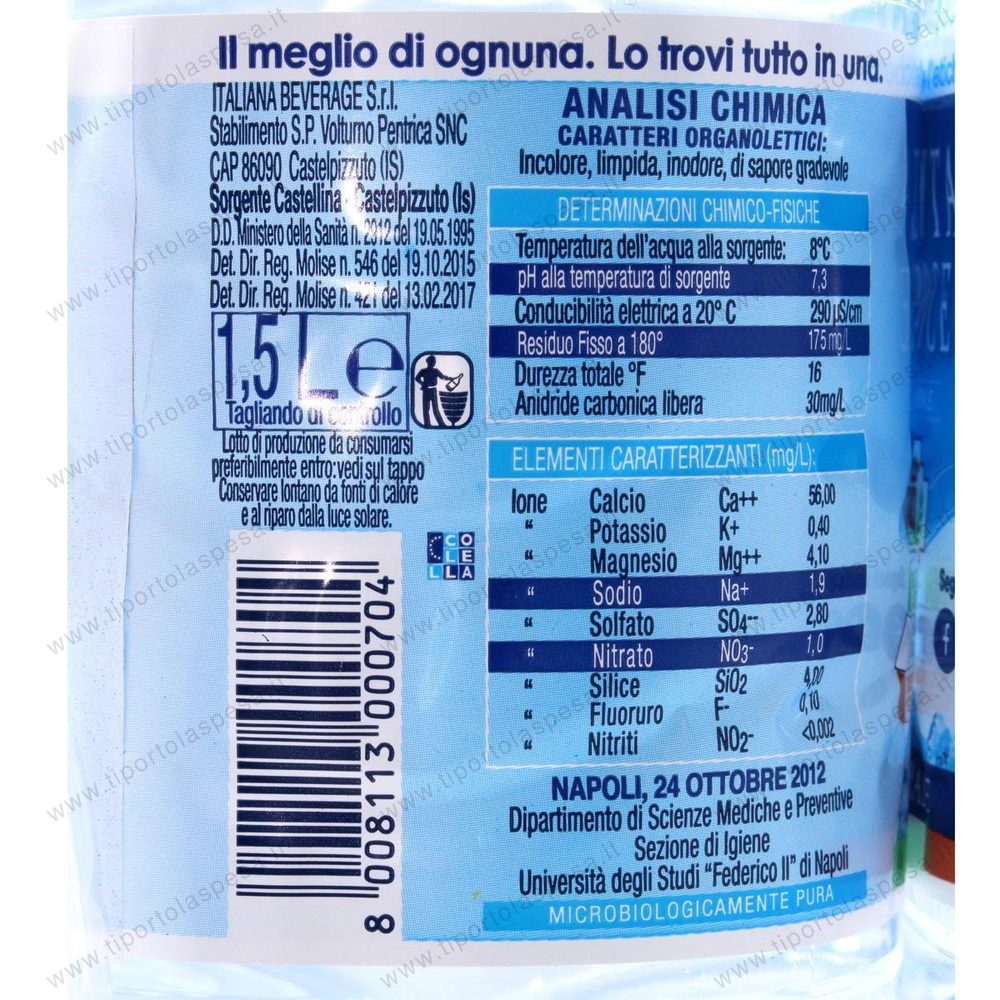 Il meglio di ognuna. Lo trovi tutto in una.
ITALIANA BEVERAGE S.r.l.
Stabilimento S.P. Volturno Pentrica SNC
CAP 86090 Castelpizzuto (IS)
Sorgente Castellina - Castelpizzuto (Is)
D.D. Ministero della Sanità n. 2812 del 19.05.1995
Det. Dir. Reg. Molise n. 546 del 19.10.2015
Det. Dir. Reg. Molise n. 421 del 13.02.2017
1,5 L e
Tagliando di controllo
Lotto di produzione da consumarsi
preferibilmente entro: vedi sul tappo
Conservare lontano da fonti di calore
e al riparo dalla luce solare.
COLELLA
8 008113 000704
ANALISI CHIMICA
CARATTERI ORGANOLETTICI:
Incolore, limpida, inodore, di sapore gradevole
DETERMINAZIONI CHIMICO-FISICHE
Temperatura dell'acqua alla sorgente: 8°C
pH alla temperatura di sorgente 7,3
Conducibilità elettrica a 20° C 290 µS/cm
Residuo Fisso a 180° 175 mg/L
Durezza totale °F 16
Anidride carbonica libera 30mg/L
ELEMENTI CARATTERIZZANTI (mg/L):
Ione Calcio Ca++ 56,00
" Potassio K+ 0,40
" Magnesio Mg++ 4,10
" Sodio Na+ 1,9
" Solfato SO4-- 2,80
" Nitrato NO3- 1,0
" Silice SiO2 4,00
" Fluoruro F- 0,10
" Nitriti NO2- <0,002
NAPOLI, 24 OTTOBRE 2012
Dipartimento di Scienze Mediche e Preventive
Sezione di Igiene
Università degli Studi "Federico II" di Napoli
MICROBIOLOGICAMENTE PURA
f
www.tiportolaspesa.it